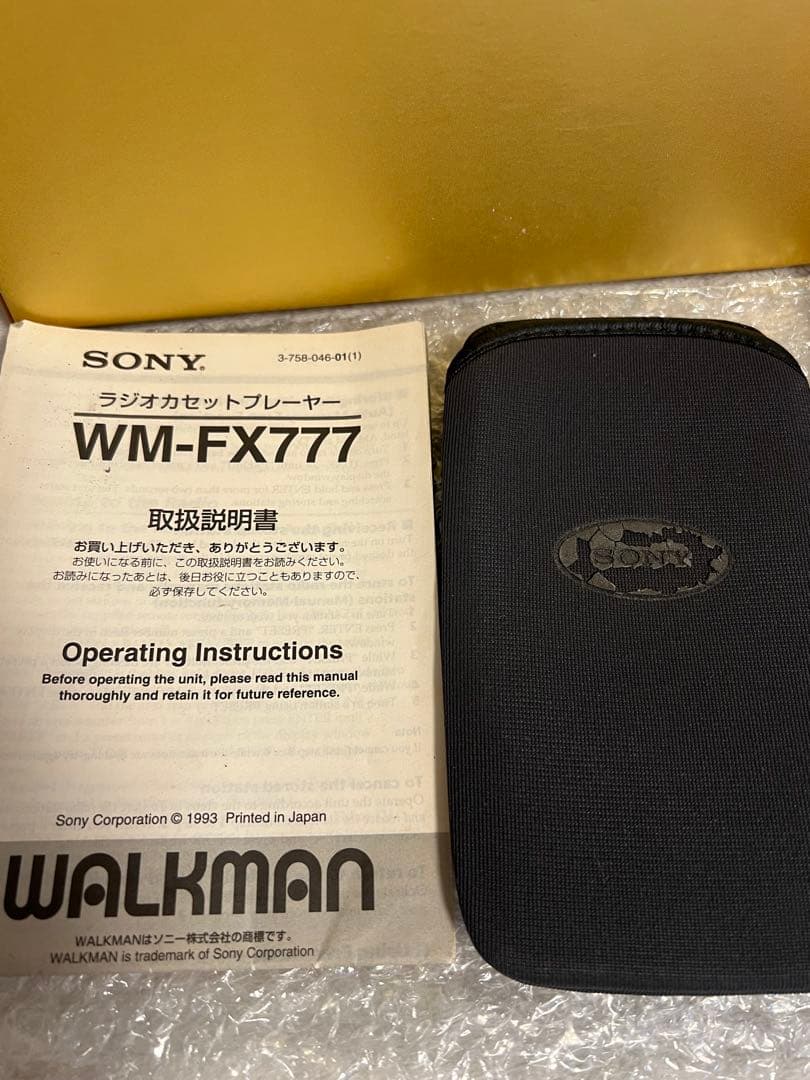 SONY®
3-758-046-01(1)
ラジオカセットプレーヤー
WM-FX777
取扱説明書
お買い上げいただき、ありがとうございます。
お使いになる前に、この取扱説明書をお読みください。
お読みになったあとは、後日お役に立つこともありますので、
必ず保存してください。
Operating Instructions
Before operating the unit, please read this manual
thoroughly and retain it for future reference.
Sony Corporation © 1993 Printed in Japan
WALKMAN
WALKMANはソニー株式会社の商標です。
WALKMAN is trademark of Sony Corporation
SONY